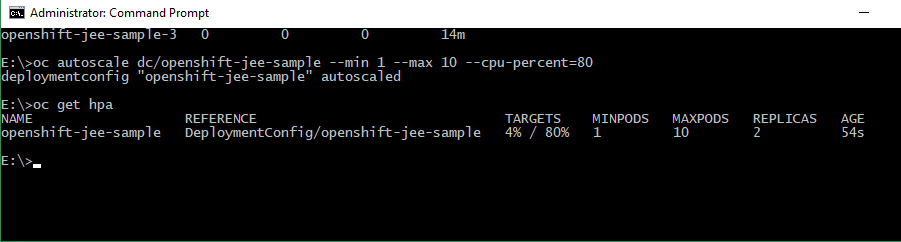 Administrator: Command Prompt
openshift-jee-sample-3   0         0         0         14m
E:\>oc autoscale dc/openshift-jee-sample --min 1 --max 10 --cpu-percent=80
deploymentconfig "openshift-jee-sample" autoscaled
E:\>oc get hpa
NAME                   REFERENCE                               TARGETS    MINPODS   MAXPODS   REPLICAS   AGE
openshift-jee-sample   DeploymentConfig/openshift-jee-sample   4% / 80%   1         10        2          54s
E:\>